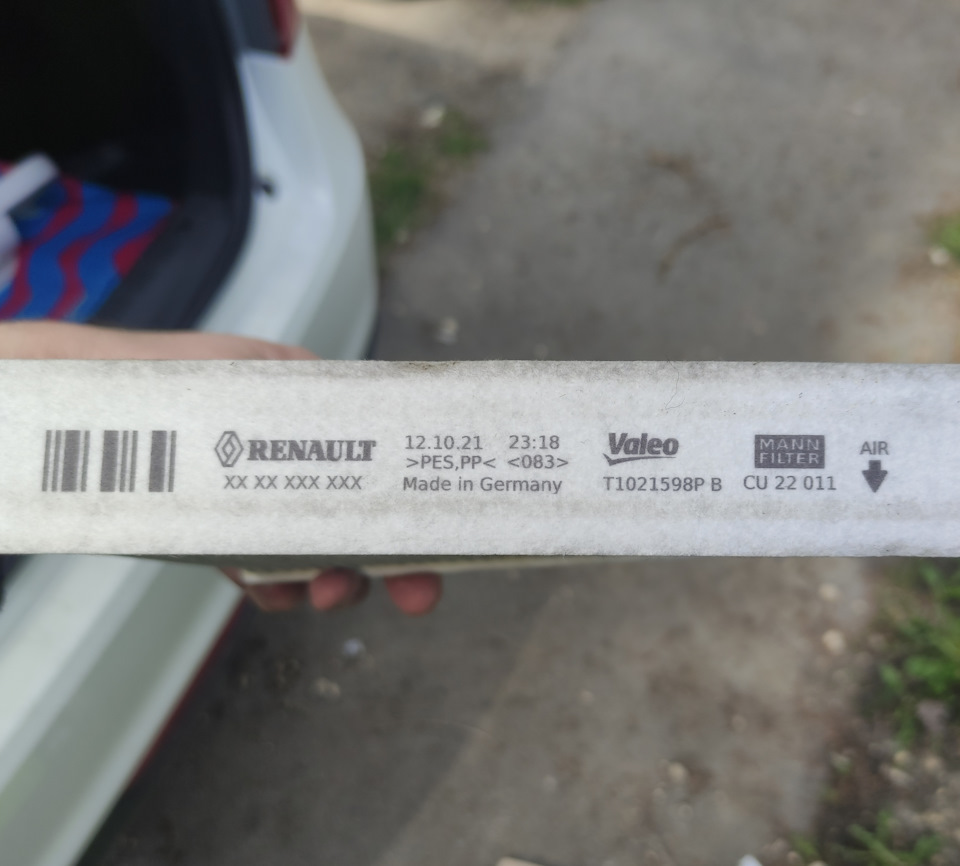 RENAULT
XX XX XXX XXX
12.10.21 23:18
>PES,PP< <083>
Made in Germany
Valeo
T1021598P B
MANN
FILTER
CU 22 011
AIR